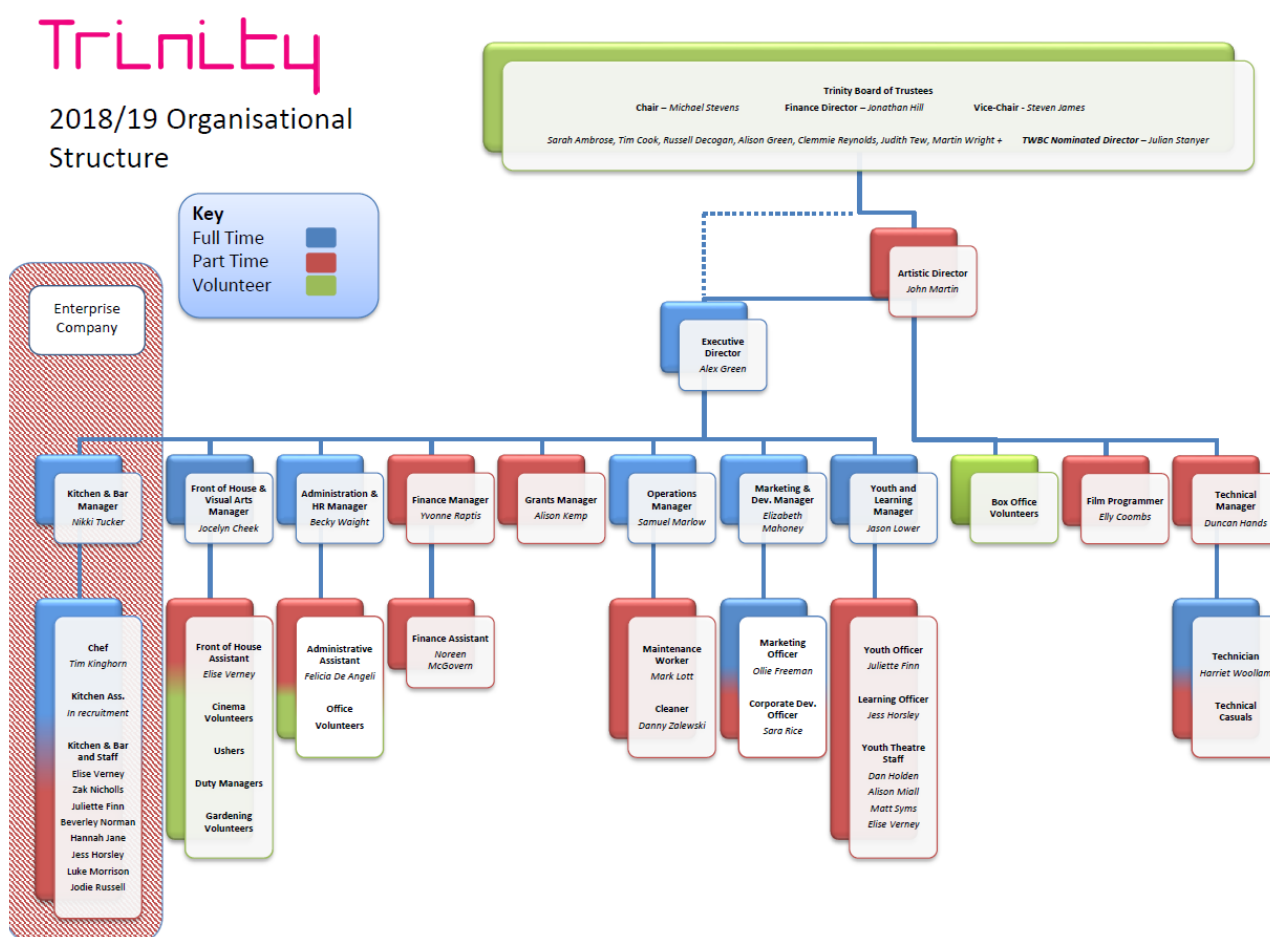 Trinity
2018/19 Organisational
Structure
Trinity Board of Trustees
Chair – Michael Stevens Finance Director – Jonathan Hill Vice-Chair - Steven James
Sarah Ambrose, Tim Cook, Russell Decogan, Alison Green, Clemmie Reynolds, Judith Tew, Martin Wright + TWBC Nominated Director – Julian Stanyer
Key
Full Time
Part Time
Volunteer
Artistic Director
John Martin
Executive
Director
Alex Green
Enterprise
Company
Kitchen & Bar
Manager
Nikki Tucker
Front of House &
Visual Arts
Manager
Jocelyn Cheek
Administration &
HR Manager
Becky Waight
Finance Manager
Yvonne Raptis
Grants Manager
Alison Kemp
Operations
Manager
Samuel Marlow
Marketing &
Dev. Manager
Elizabeth
Mahoney
Youth and
Learning
Manager
Jason Lower
Box Office
Volunteers
Film Programmer
Elly Coombs
Technical
Manager
Duncan Hands
Chef
Tim Kinghorn
Kitchen Ass.
In recruitment
Kitchen & Bar
and Staff
Elise Verney
Zak Nicholls
Juliette Finn
Beverley Norman
Hannah Jane
Jess Horsley
Luke Morrison
Jodie Russell
Front of House
Assistant
Elise Verney
Cinema
Volunteers
Ushers
Duty Managers
Gardening
Volunteers
Administrative
Assistant
Felicia De Angeli
Office
Volunteers
Finance Assistant
Noreen
McGovern
Maintenance
Worker
Mark Lott
Cleaner
Danny Zalewski
Marketing
Officer
Ollie Freeman
Corporate Dev.
Officer
Sara Rice
Youth Officer
Juliette Finn
Learning Officer
Jess Horsley
Youth Theatre
Staff
Dan Holden
Alison Miall
Matt Syms
Elise Verney
Technician
Harriet Woollam
Technical
Casuals